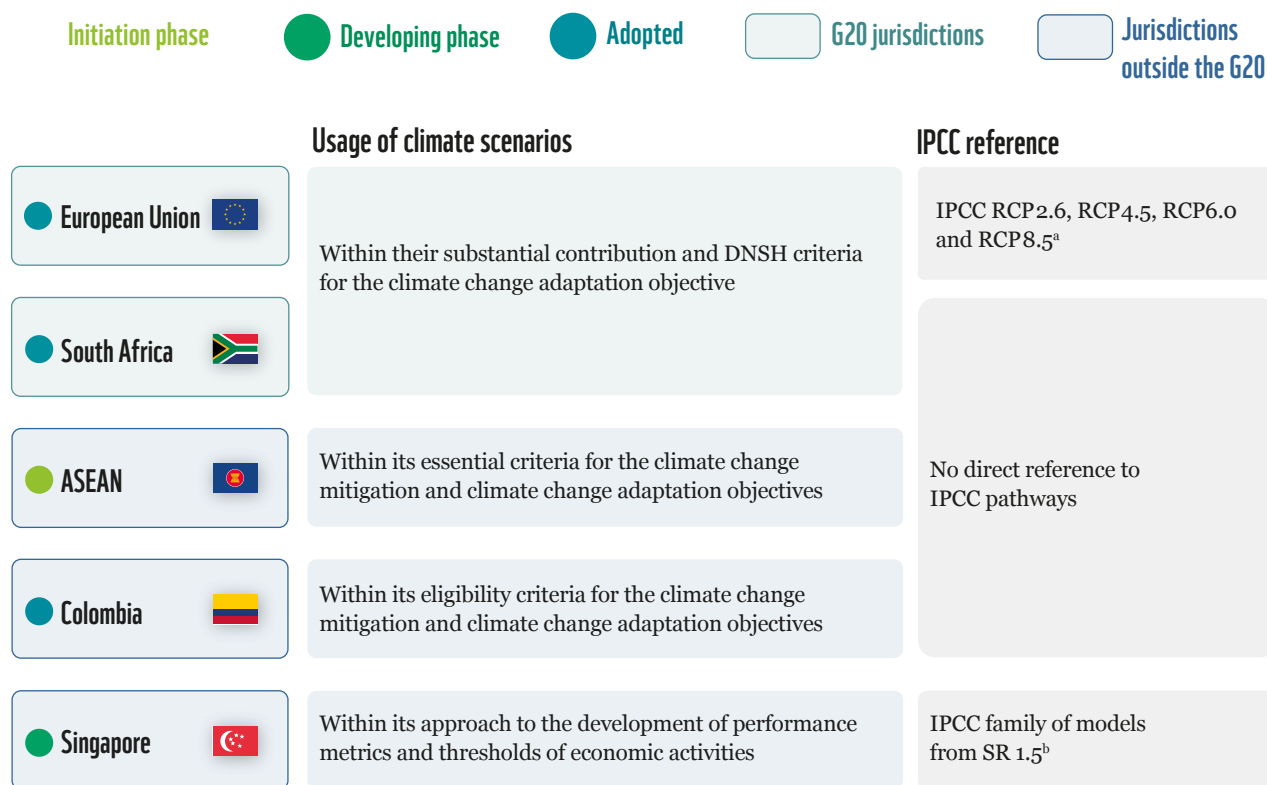 Initiation phase
Developing phase
Adopted
G20 jurisdictions
Jurisdictions
outside the G20
Usage of climate scenarios
IPCC reference
European Union
Within their substantial contribution and DNSH criteria
for the climate change adaptation objective
IPCC RCP2.6, RCP4.5, RCP6.0
and RCP8.5ᵃ
South Africa
ASEAN
Within its essential criteria for the climate change
mitigation and climate change adaptation objectives
No direct reference to
IPCC pathways
Colombia
Within its eligibility criteria for the climate change
mitigation and climate change adaptation objectives
Singapore
Within its approach to the development of performance
metrics and thresholds of economic activities
IPCC family of models
from SR 1.5ᵇ